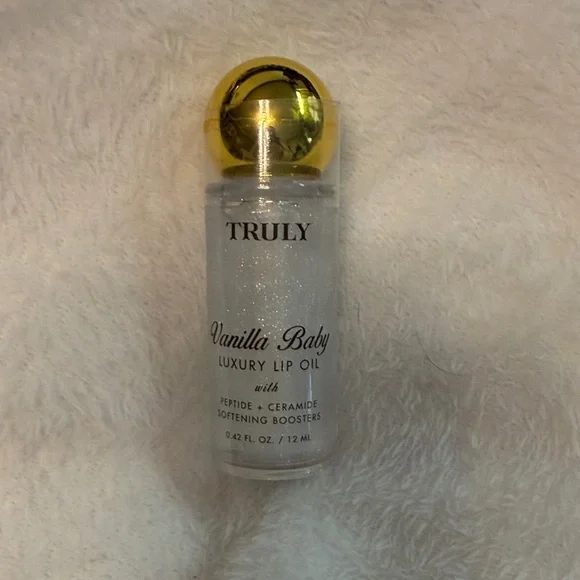 TRULY
Vanilla Baby
LUXURY LIP OIL
with
PEPTIDE + CERAMIDE
SOFTENING BOOSTERS
0.42 FL. OZ. / 12 ML